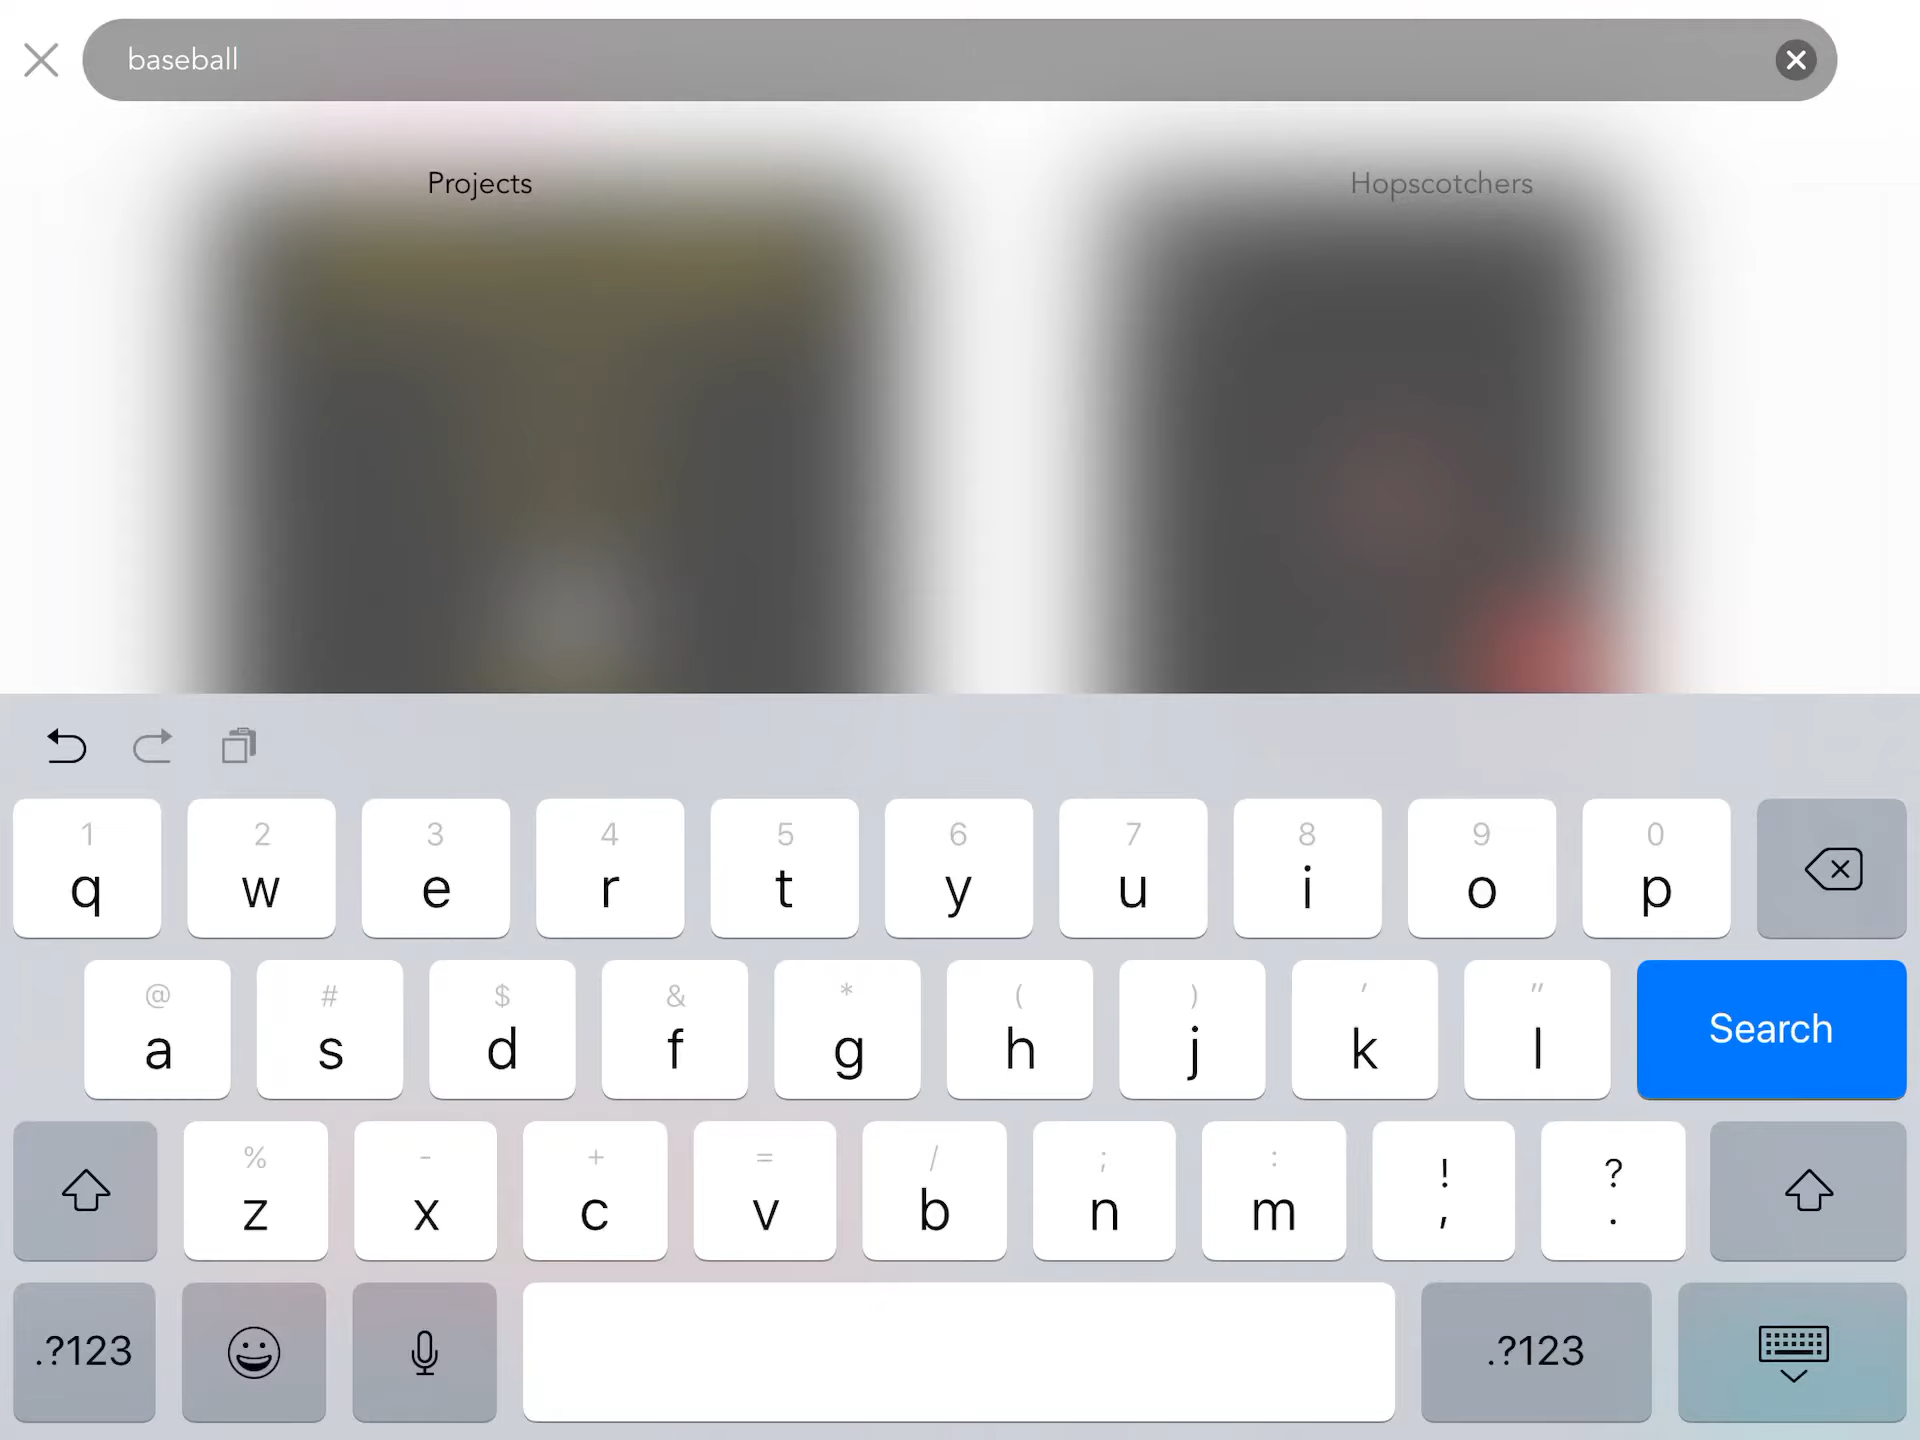 baseball
Projects Hopscotchers
1 2 3 4 5 6 7 8 9 0
q w e r t y u i o p
@ # $ & * ( ) ' "
a s d f g h j k l Search
% - + = / ; : ! ?
z x c v b n m , .
.?123 .?123